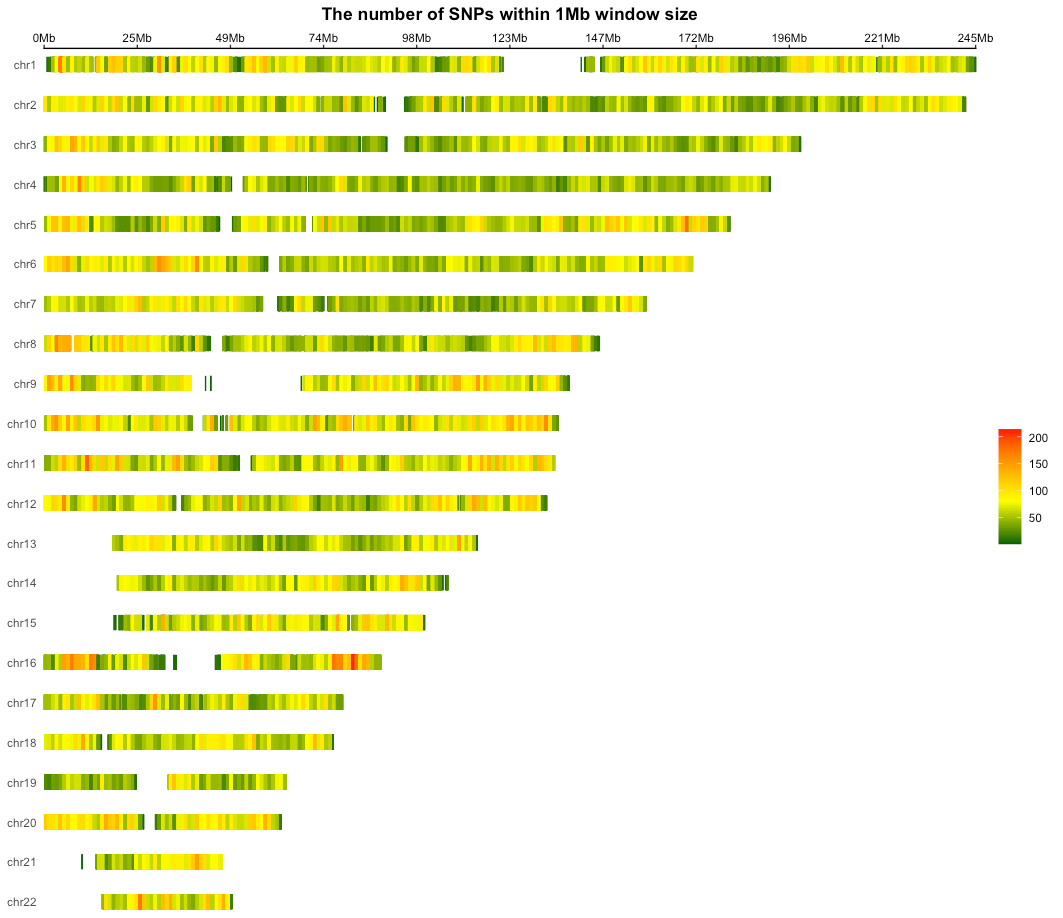 The number of SNPs within 1Mb window size
0Mb 25Mb 49Mb 74Mb 98Mb 123Mb 147Mb 172Mb 196Mb 221Mb 245Mb
chr1
chr2
chr3
chr4
chr5
chr6
chr7
chr8
chr9
chr10
200
chr11
150
100
chr12
50
chr13
chr14
chr15
chr16
chr17
chr18
chr19
chr20
chr21
chr22